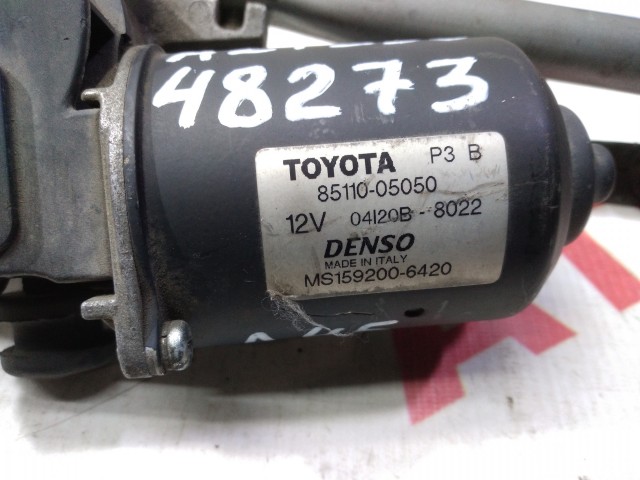 48273
TOYOTA P3 B
85110-05050
12V 04I20B-8022
DENSO
MADE IN ITALY
MS159200-6420